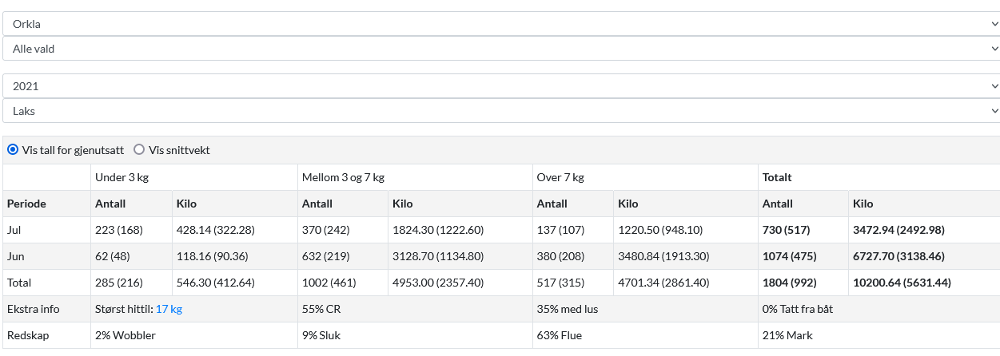 Orkla
Alle vald
2021
Laks
Vis tall for gjenutsatt Vis snittvekt
Under 3 kg Mellom 3 og 7 kg Over 7 kg Totalt
Periode Antall Kilo Antall Kilo Antall Kilo Antall Kilo
Jul 223 (168) 428.14 (322.28) 370 (242) 1824.30 (1222.60) 137 (107) 1220.50 (948.10) 730 (517) 3472.94 (2492.98)
Jun 62 (48) 118.16 (90.36) 632 (219) 3128.70 (1134.80) 380 (208) 3480.84 (1913.30) 1074 (475) 6727.70 (3138.46)
Total 285 (216) 546.30 (412.64) 1002 (461) 4953.00 (2357.40) 517 (315) 4701.34 (2861.40) 1804 (992) 10200.64 (5631.44)
Ekstra info Størst hittil: 17 kg 55% CR 35% med lus 0% Tatt fra båt
Redskap 2% Wobbler 9% Sluk 63% Flue 21% Mark